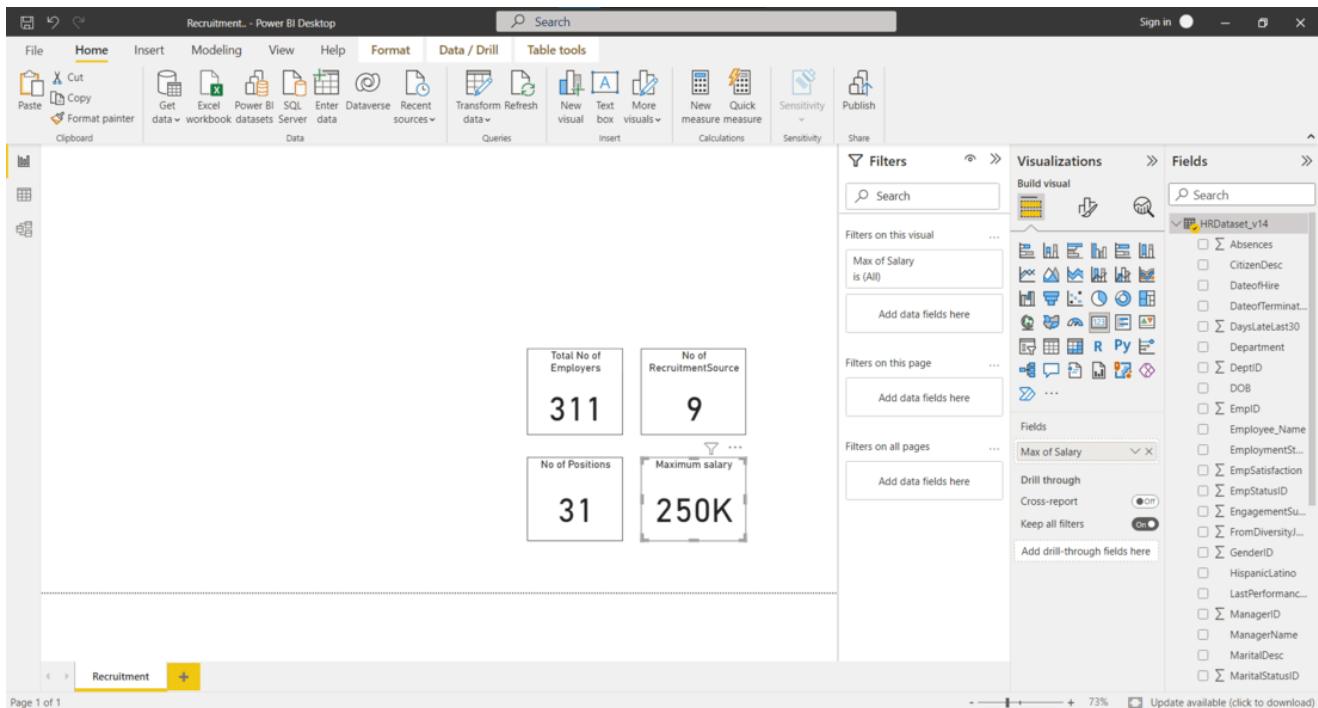 Recruitment.. - Power BI Desktop
Search
Sign in
File Home Insert Modeling View Help Format Data / Drill Table tools
Paste
Cut
Copy
Format painter
Clipboard
Get data
Excel workbook
Power BI datasets
SQL Server
Enter data
Dataverse
Recent sources
Data
Transform data
Refresh
Queries
New visual
Text box
More visuals
Insert
New measure
Quick measure
Calculations
Sensitivity
Sensitivity
Publish
Share
Total No of
Employers
311
No of
RecruitmentSource
9
No of Positions
31
Maximum salary
250K
Filters
Search
Filters on this visual
...
Max of Salary
is (All)
Add data fields here
Filters on this page
...
Add data fields here
Filters on all pages
...
Add data fields here
Visualizations
Build visual
123
R
Py
...
Fields
Max of Salary
Drill through
Cross-report
Off
Keep all filters
On
Add drill-through fields here
Fields
Search
HRDataset_v14
Absences
CitizenDesc
DateofHire
DateofTerminat...
DaysLateLast30
Department
DeptID
DOB
EmpID
Employee_Name
EmploymentSt...
EmpSatisfaction
EmpStatusID
EngagementSu...
FromDiversityJ...
GenderID
HispanicLatino
LastPerformanc...
ManagerID
ManagerName
MaritalDesc
MaritalStatusID
Recruitment
Page 1 of 1
73%
Update available (click to download)